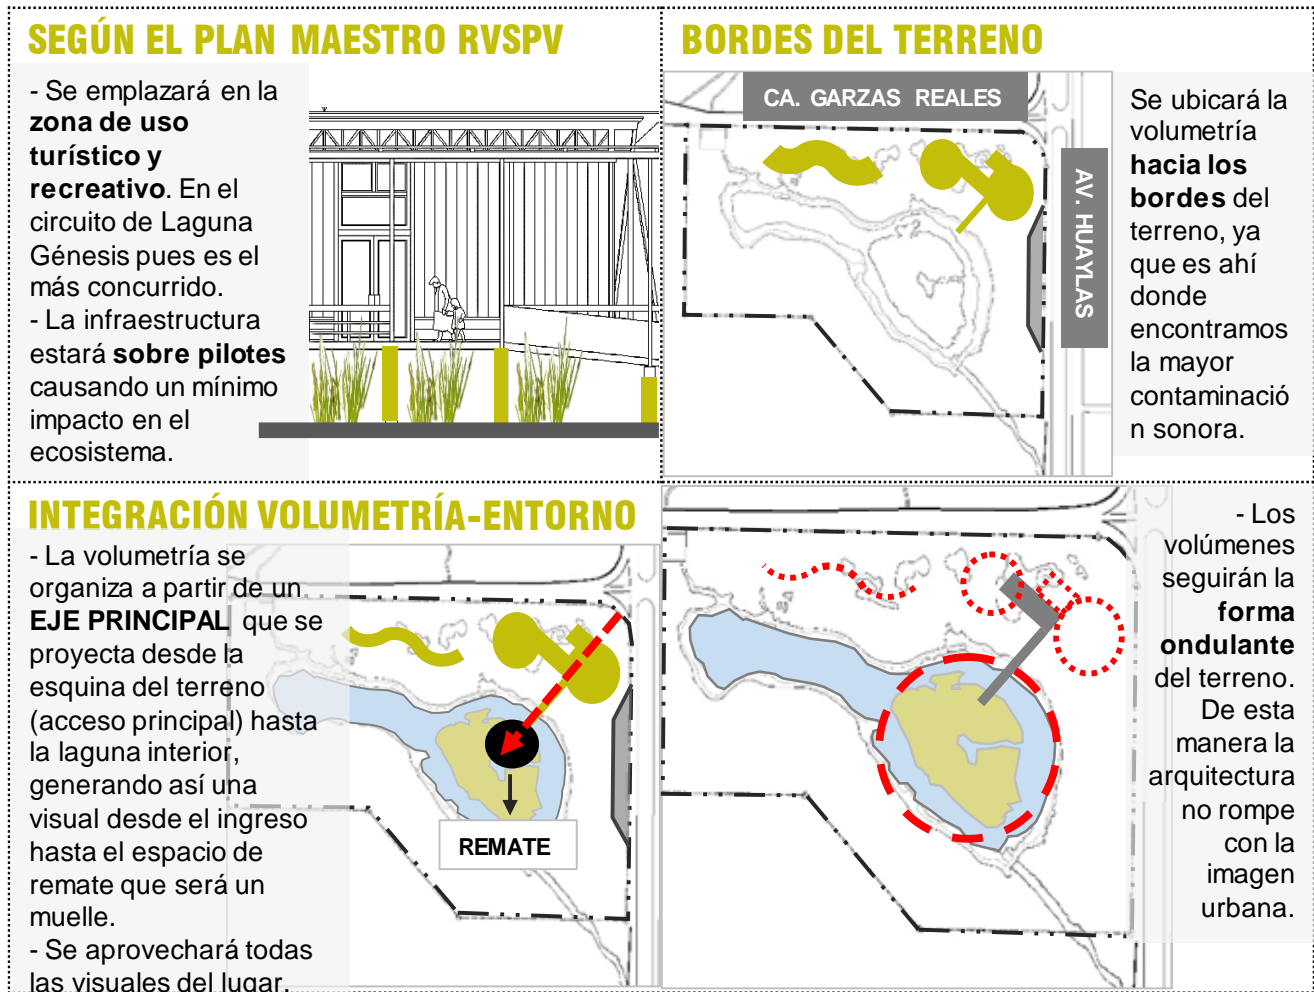 SEGÚN EL PLAN MAESTRO RVSPV
- Se emplazará en la
zona de uso
turístico y
recreativo. En el
circuito de Laguna
Génesis pues es el
más concurrido.
- La infraestructura
estará sobre pilotes
causando un mínimo
impacto en el
ecosistema.
BORDES DEL TERRENO
CA. GARZAS REALES
AV. HUAYLAS
Se ubicará la
volumetría
hacia los
bordes del
terreno, ya
que es ahí
donde
encontramos
la mayor
contaminació
n sonora.
INTEGRACIÓN VOLUMETRÍA-ENTORNO
- La volumetría se
organiza a partir de un
EJE PRINCIPAL que se
proyecta desde la
esquina del terreno
(acceso principal) hasta
la laguna interior,
generando así una
visual desde el ingreso
hasta el espacio de
remate que será un
muelle.
- Se aprovechará todas
las visuales del lugar.
REMATE
- Los
volúmenes
seguirán la
forma
ondulante
del terreno.
De esta
manera la
arquitectura
no rompe
con la
imagen
urbana.